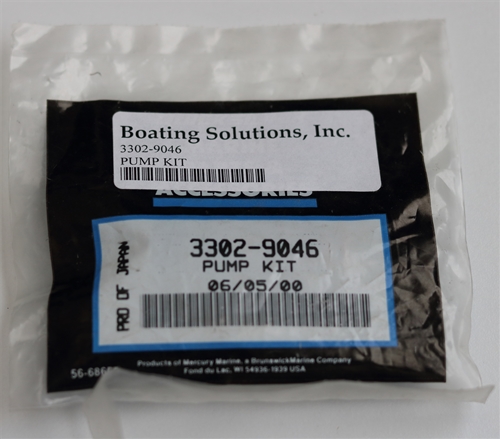 Boating Solutions, Inc.
3302-9046
PUMP KIT
ACCESSORIES
PRO OF JAPAN
3302-9046
PUMP KIT
06/05/00
Products of Mercury Marine, a BrunswickMarine Company
Fond du Lac, WI 54936-1939 USA